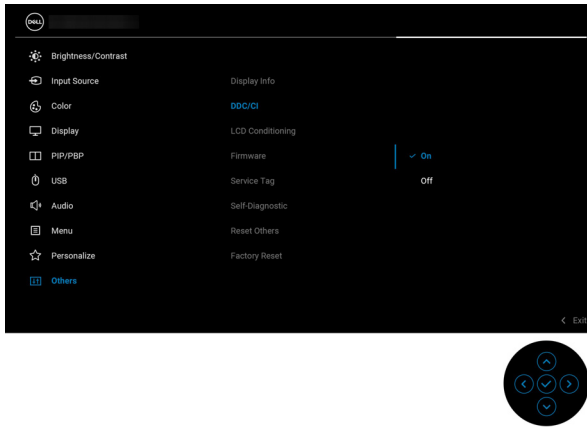 DELL
Brightness/Contrast
Input Source
Display Info
Color
DDC/CI
Display
LCD Conditioning
PIP/PBP
Firmware
On
USB
Service Tag
Off
Audio
Self-Diagnostic
Menu
Reset Others
Personalize
Factory Reset
Others
Exit